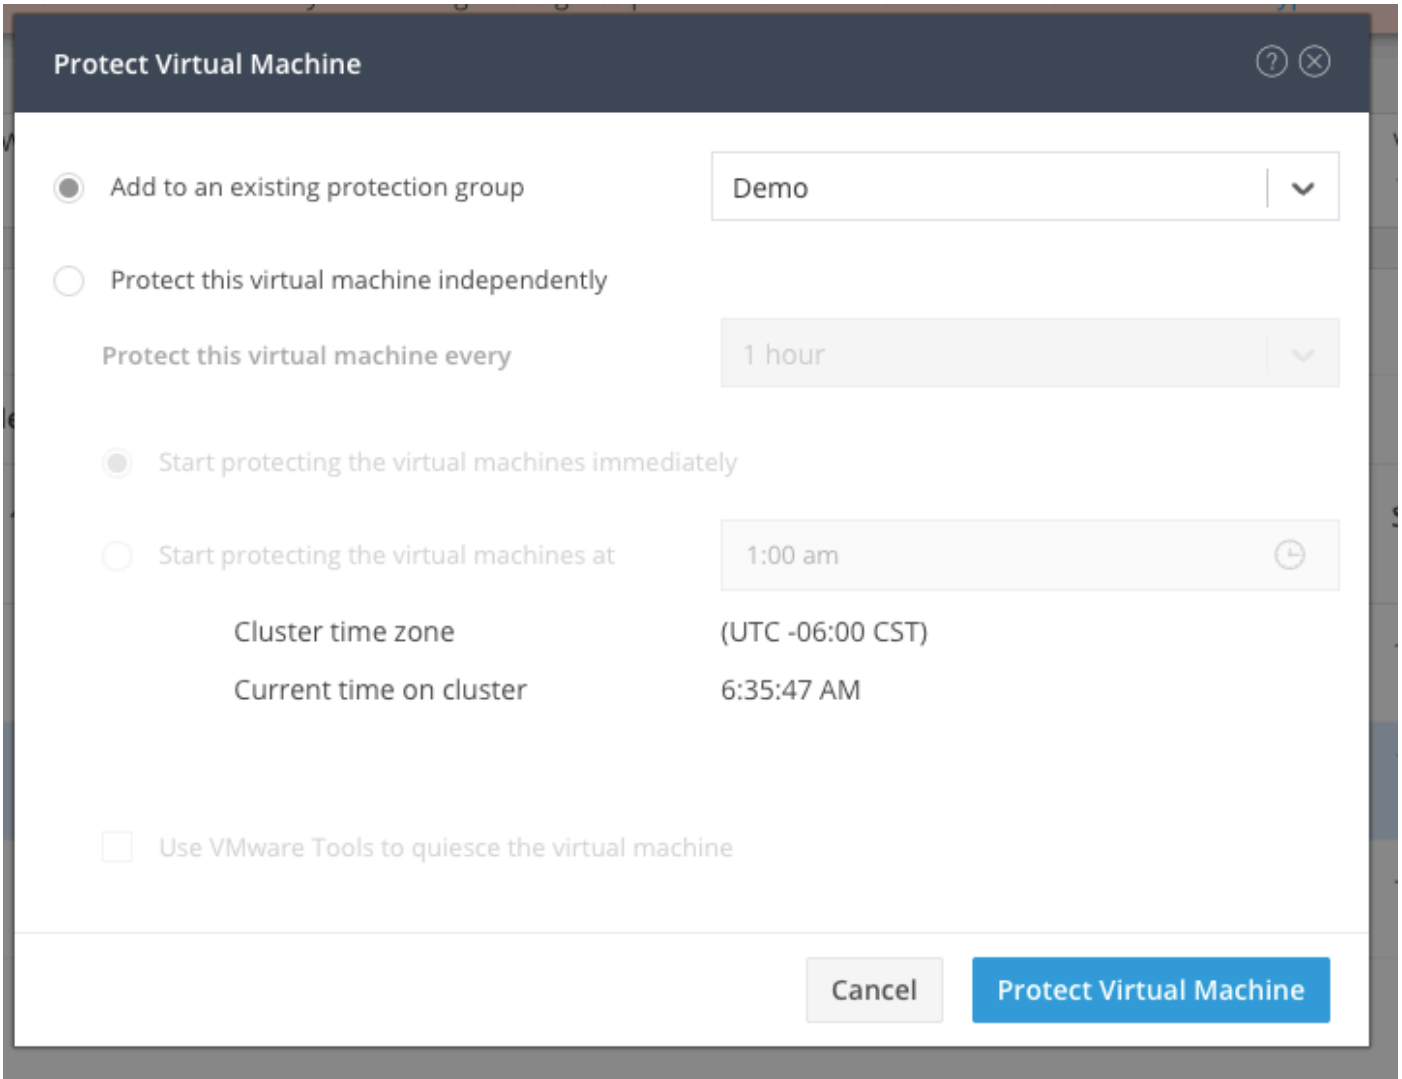 Protect Virtual Machine
Add to an existing protection group
Demo
Protect this virtual machine independently
Protect this virtual machine every
1 hour
Start protecting the virtual machines immediately
Start protecting the virtual machines at
1:00 am
Cluster time zone
(UTC -06:00 CST)
Current time on cluster
6:35:47 AM
Use VMware Tools to quiesce the virtual machine
Cancel
Protect Virtual Machine